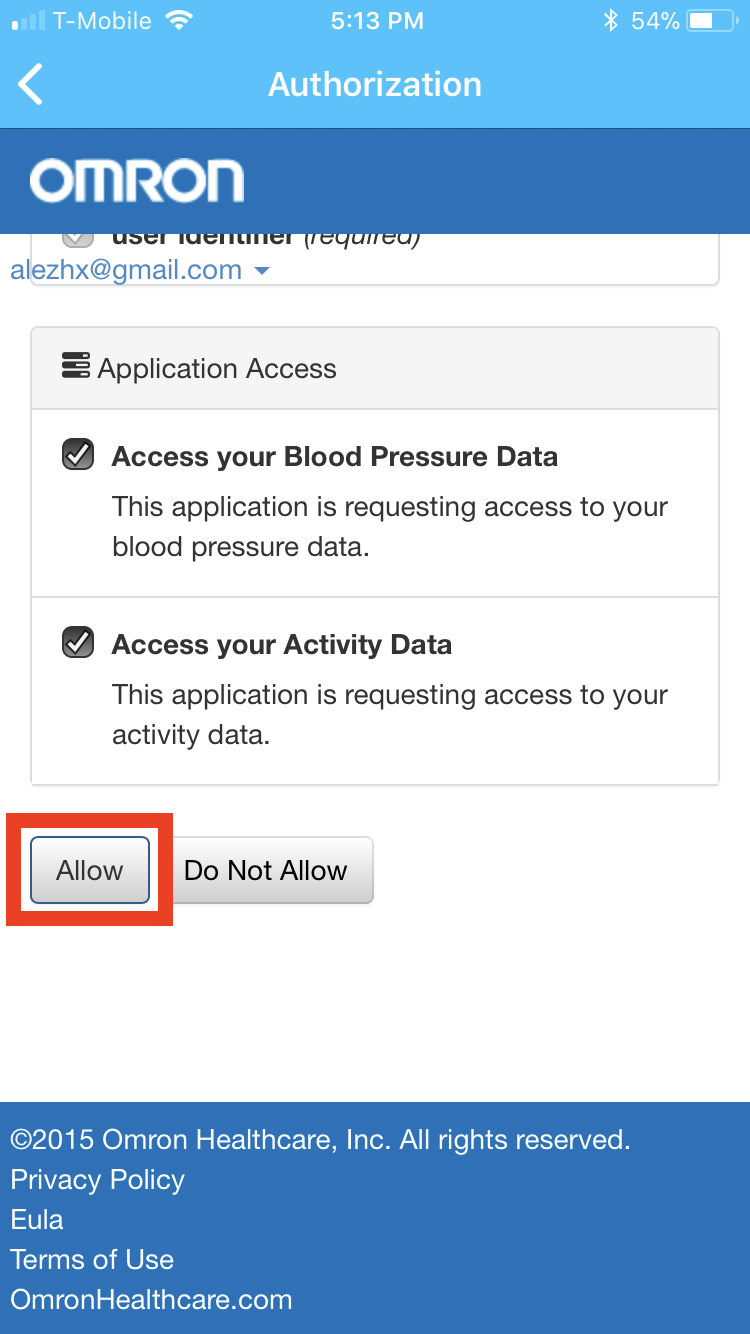 T-Mobile 5:13 PM 54%
Authorization
OMRON
user identifier (required)
alezhx@gmail.com
Application Access
Access your Blood Pressure Data
This application is requesting access to your
blood pressure data.
Access your Activity Data
This application is requesting access to your
activity data.
Allow Do Not Allow
©2015 Omron Healthcare, Inc. All rights reserved.
Privacy Policy
Eula
Terms of Use
OmronHealthcare.com